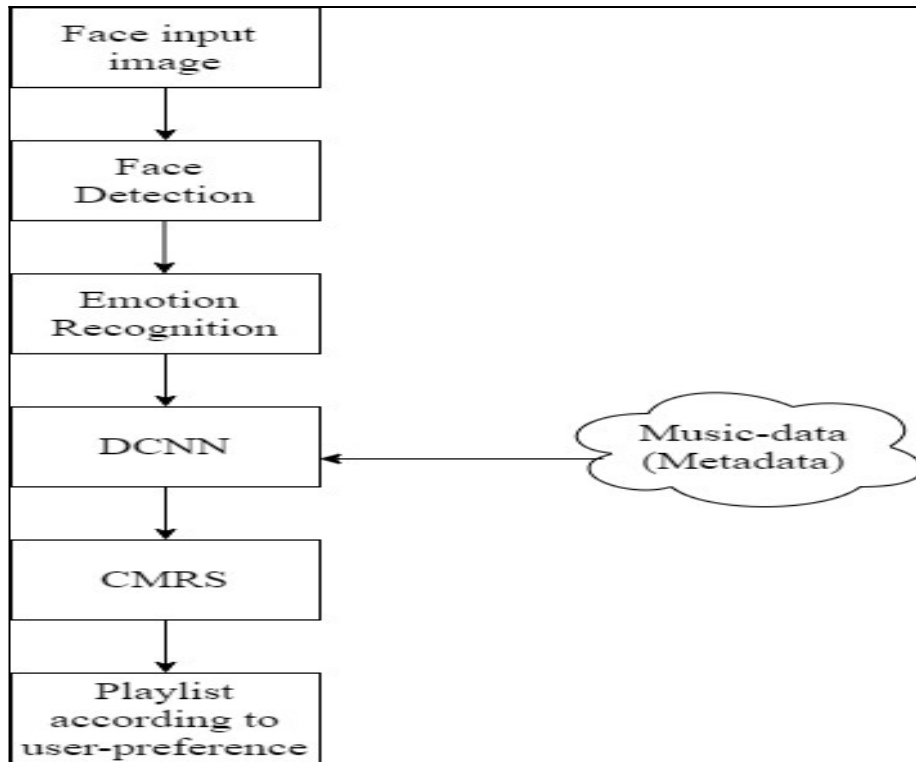 Face input
image
Face
Detection
Emotion
Recognition
DCNN
Music-data
(Metadata)
CMRS
Playlist
according to
user-preference